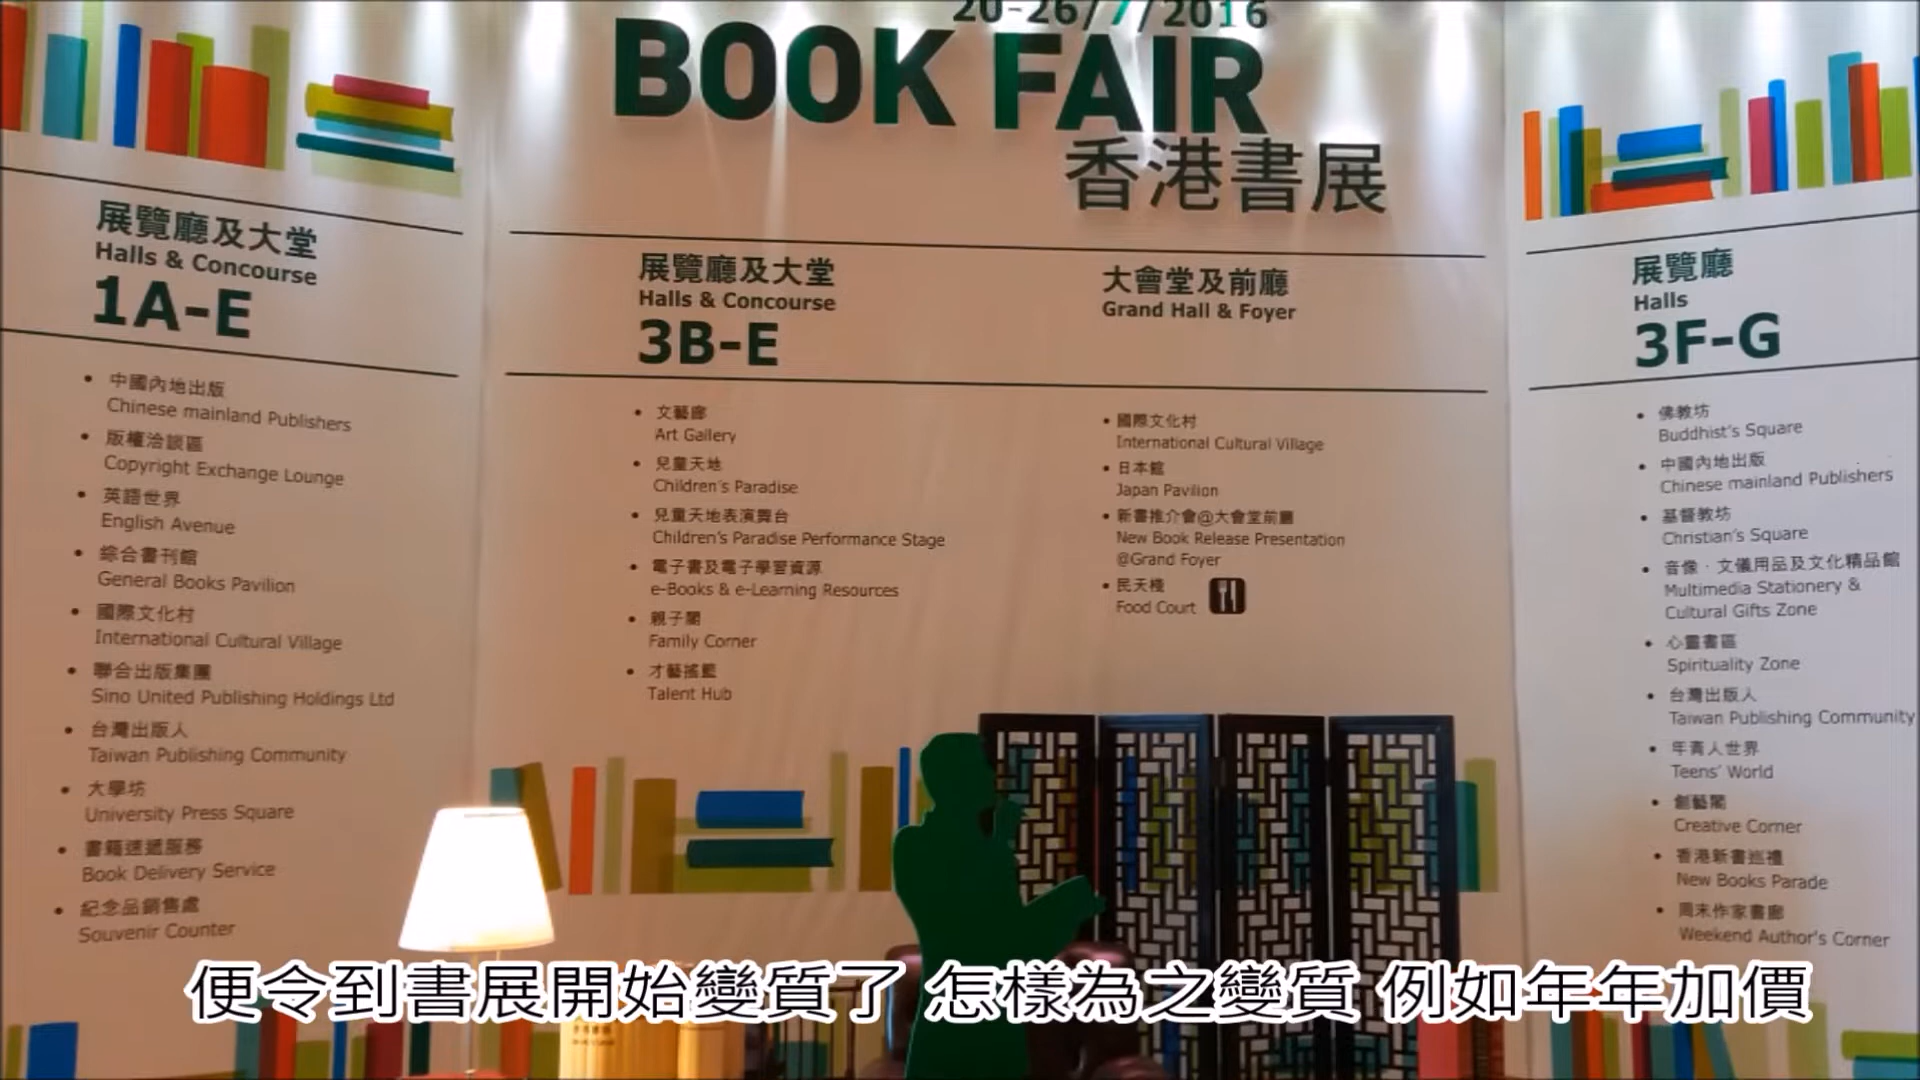 20-26/7/2016
BOOK FAIR
香港書展
展覽廳及大堂
Halls & Concourse
1A-E
中國內地出版
Chinese mainland Publishers
版權洽談區
Copyright Exchange Lounge
英語世界
English Avenue
綜合書刊館
General Books Pavilion
國際文化村
International Cultural Village
聯合出版集團
Sino United Publishing Holdings Ltd
台灣出版人
Taiwan Publishing Community
大學坊
University Press Square
書籍速遞服務
Book Delivery Service
紀念品銷售處
Souvenir Counter
展覽廳及大堂
Halls & Concourse
3B-E
文藝廊
Art Gallery
兒童天地
Children's Paradise
兒童天地表演舞台
Children's Paradise Performance Stage
電子書及電子學習資源
e-Books & e-Learning Resources
親子閣
Family Corner
才藝搖籃
Talent Hub
大會堂及前廳
Grand Hall & Foyer
國際文化村
International Cultural Village
日本館
Japan Pavilion
新書推介會@大會堂前廳
New Book Release Presentation
@Grand Foyer
民天棧
Food Court
展覽廳
Halls
3F-G
佛教坊
Buddhist's Square
中國內地出版
Chinese mainland Publishers
基督教坊
Christian's Square
音像．文儀用品及文化精品館
Multimedia Stationery &
Cultural Gifts Zone
心靈書區
Spirituality Zone
台灣出版人
Taiwan Publishing Community
年青人世界
Teens' World
創藝閣
Creative Corner
香港新書巡禮
New Books Parade
周末作家書廊
Weekend Author's Corner
便令到書展開始變質了 怎樣為之變質 例如年年加價